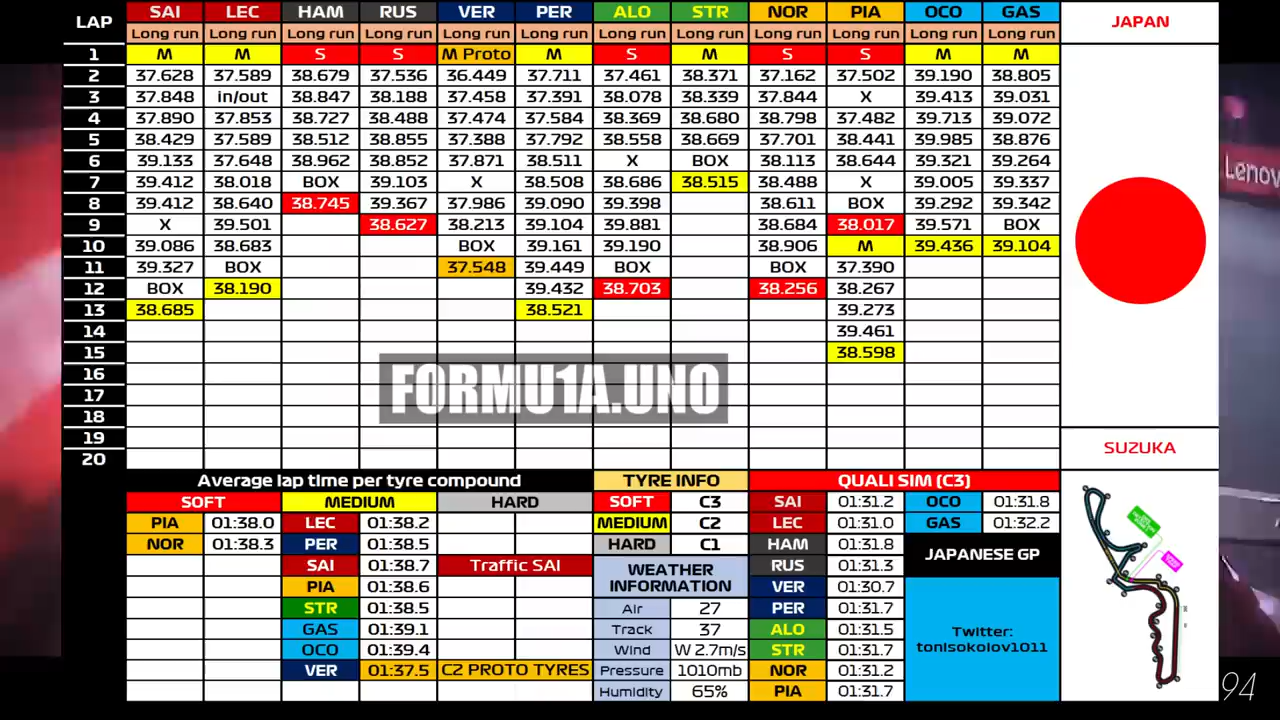 LAP SAI LEC HAM RUS VER PER ALO STR NOR PIA OCO GAS JAPAN
Long run Long run Long run Long run Long run Long run Long run Long run Long run Long run Long run Long run
1 M M S S M Proto M S M S S M M
2 37.628 37.589 38.679 37.536 36.449 37.711 37.461 38.371 37.162 37.502 39.190 38.805
3 37.848 in/out 38.847 38.188 37.458 37.391 38.078 38.339 37.844 X 39.413 39.031
4 37.890 37.853 38.727 38.488 37.474 37.584 38.369 38.680 38.798 37.482 39.713 39.072
5 38.429 37.589 38.512 38.855 37.388 37.792 38.558 38.669 37.701 38.441 39.985 38.876
6 39.133 37.648 38.962 38.852 37.871 38.511 X BOX 38.113 38.644 39.321 39.264
7 39.412 38.018 BOX 39.103 X 38.508 38.686 38.515 38.488 X 39.005 39.337
8 39.412 38.640 38.745 39.367 37.986 39.090 39.398 38.611 BOX 39.292 39.342
9 X 39.501 38.627 38.213 39.104 39.881 38.684 38.017 39.571 BOX
10 39.086 38.683 BOX 39.161 39.190 38.906 M 39.436 39.104
11 39.327 BOX 37.548 39.449 BOX BOX 37.390
12 BOX 38.190 39.432 38.703 38.256 38.267
13 38.685 38.521 39.273
14 39.461
15 38.598
16
17
18
19
20
FORMU1A.UNO
Lenovo
SUZUKA
Average lap time per tyre compound TYRE INFO QUALI SIM (C3)
SOFT MEDIUM HARD SOFT C3 SAI 01:31.2 OCO 01:31.8
PIA 01:38.0 LEC 01:38.2 MEDIUM C2 LEC 01:31.0 GAS 01:32.2
NOR 01:38.3 PER 01:38.5 HARD C1 HAM 01:31.8 JAPANESE GP
SAI 01:38.7 Traffic SAI WEATHER RUS 01:31.3
PIA 01:38.6 INFORMATION VER 01:30.7
STR 01:38.5 Air 27 PER 01:31.7
GAS 01:39.1 Track 37 ALO 01:31.5 Twitter:
OCO 01:39.4 Wind W 2.7m/s STR 01:31.7 tonisokolov1011
VER 01:37.5 C2 PROTO TYRES Pressure 1010mb NOR 01:31.2
Humidity 65% PIA 01:31.7
94